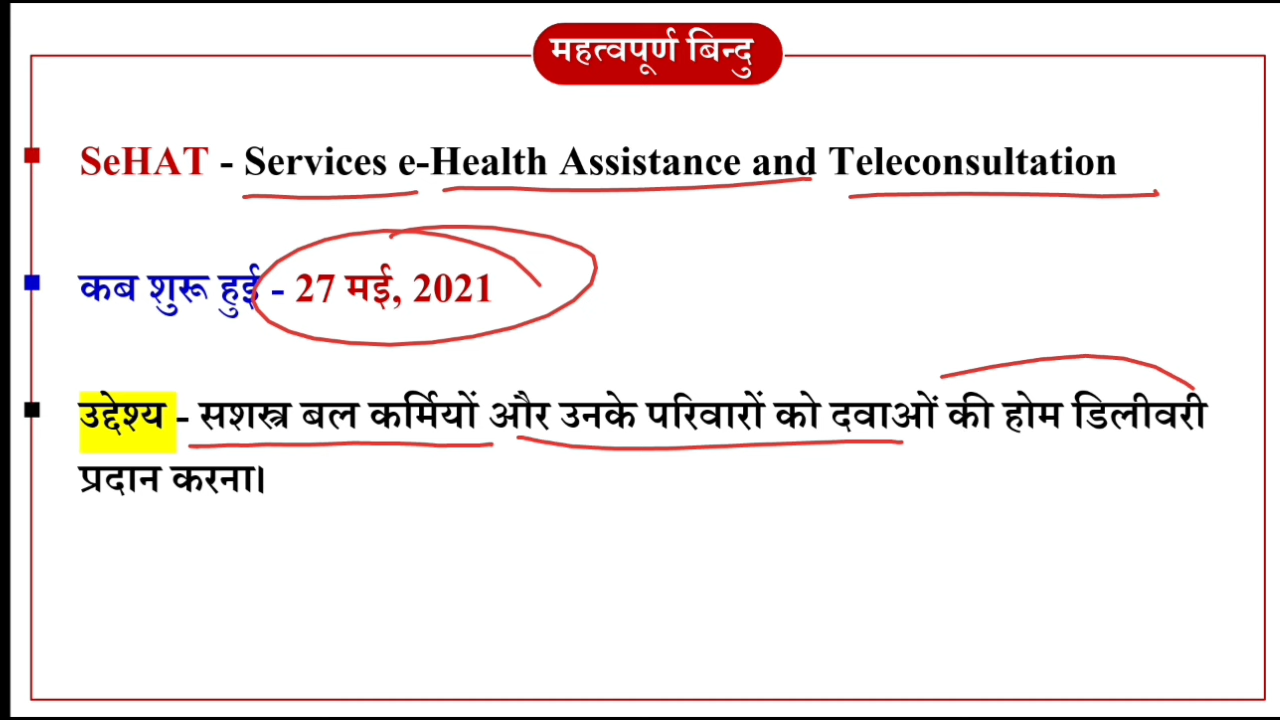 महत्वपूर्ण बिन्दु
SeHAT - Services e-Health Assistance and Teleconsultation
कब शुरू हुई - 27 मई, 2021
उद्देश्य - सशस्त्र बल कर्मियों और उनके परिवारों को दवाओं की होम डिलीवरी
प्रदान करना।